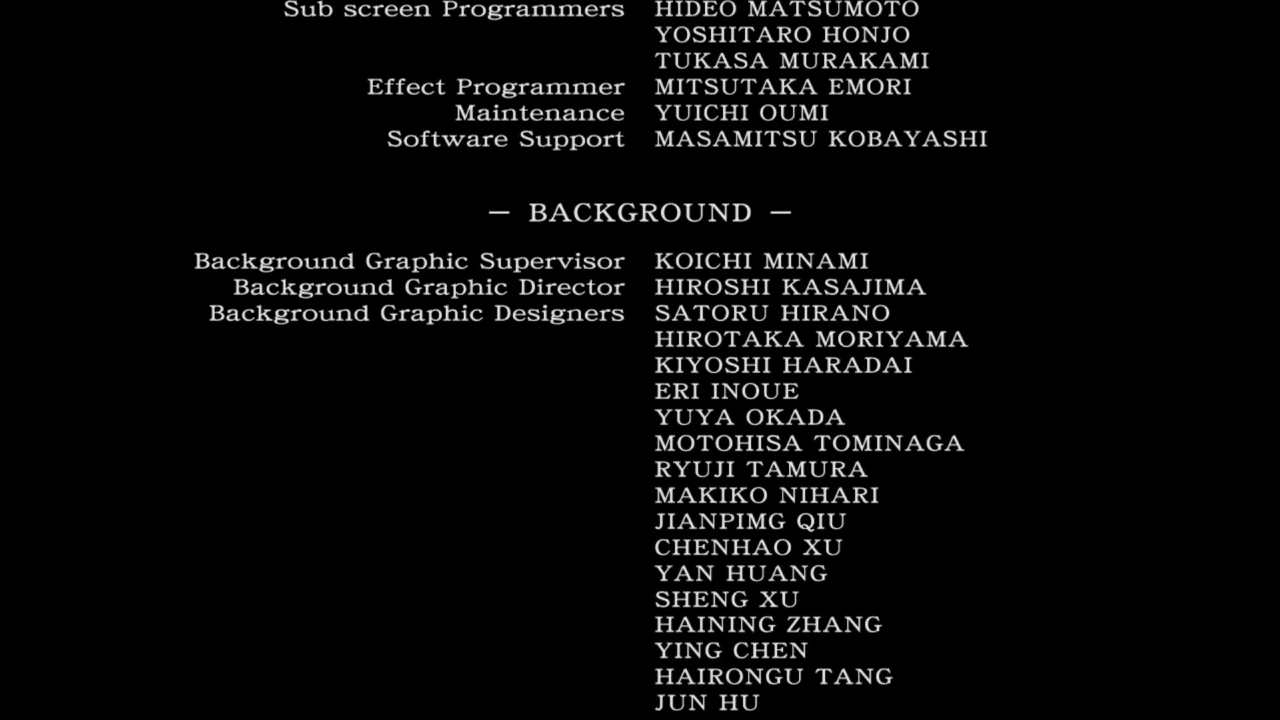 Sub screen Programmers HIDEO MATSUMOTO
YOSHITARO HONJO
TUKASA MURAKAMI
Effect Programmer MITSUTAKA EMORI
Maintenance YUICHI OUMI
Software Support MASAMITSU KOBAYASHI
— BACKGROUND —
Background Graphic Supervisor KOICHI MINAMI
Background Graphic Director HIROSHI KASAJIMA
Background Graphic Designers SATORU HIRANO
HIROTAKA MORIYAMA
KIYOSHI HARADAI
ERI INOUE
YUYA OKADA
MOTOHISA TOMINAGA
RYUJI TAMURA
MAKIKO NIHARI
JIANPIMG QIU
CHENHAO XU
YAN HUANG
SHENG XU
HAINING ZHANG
YING CHEN
HAIRONGU TANG
JUN HU